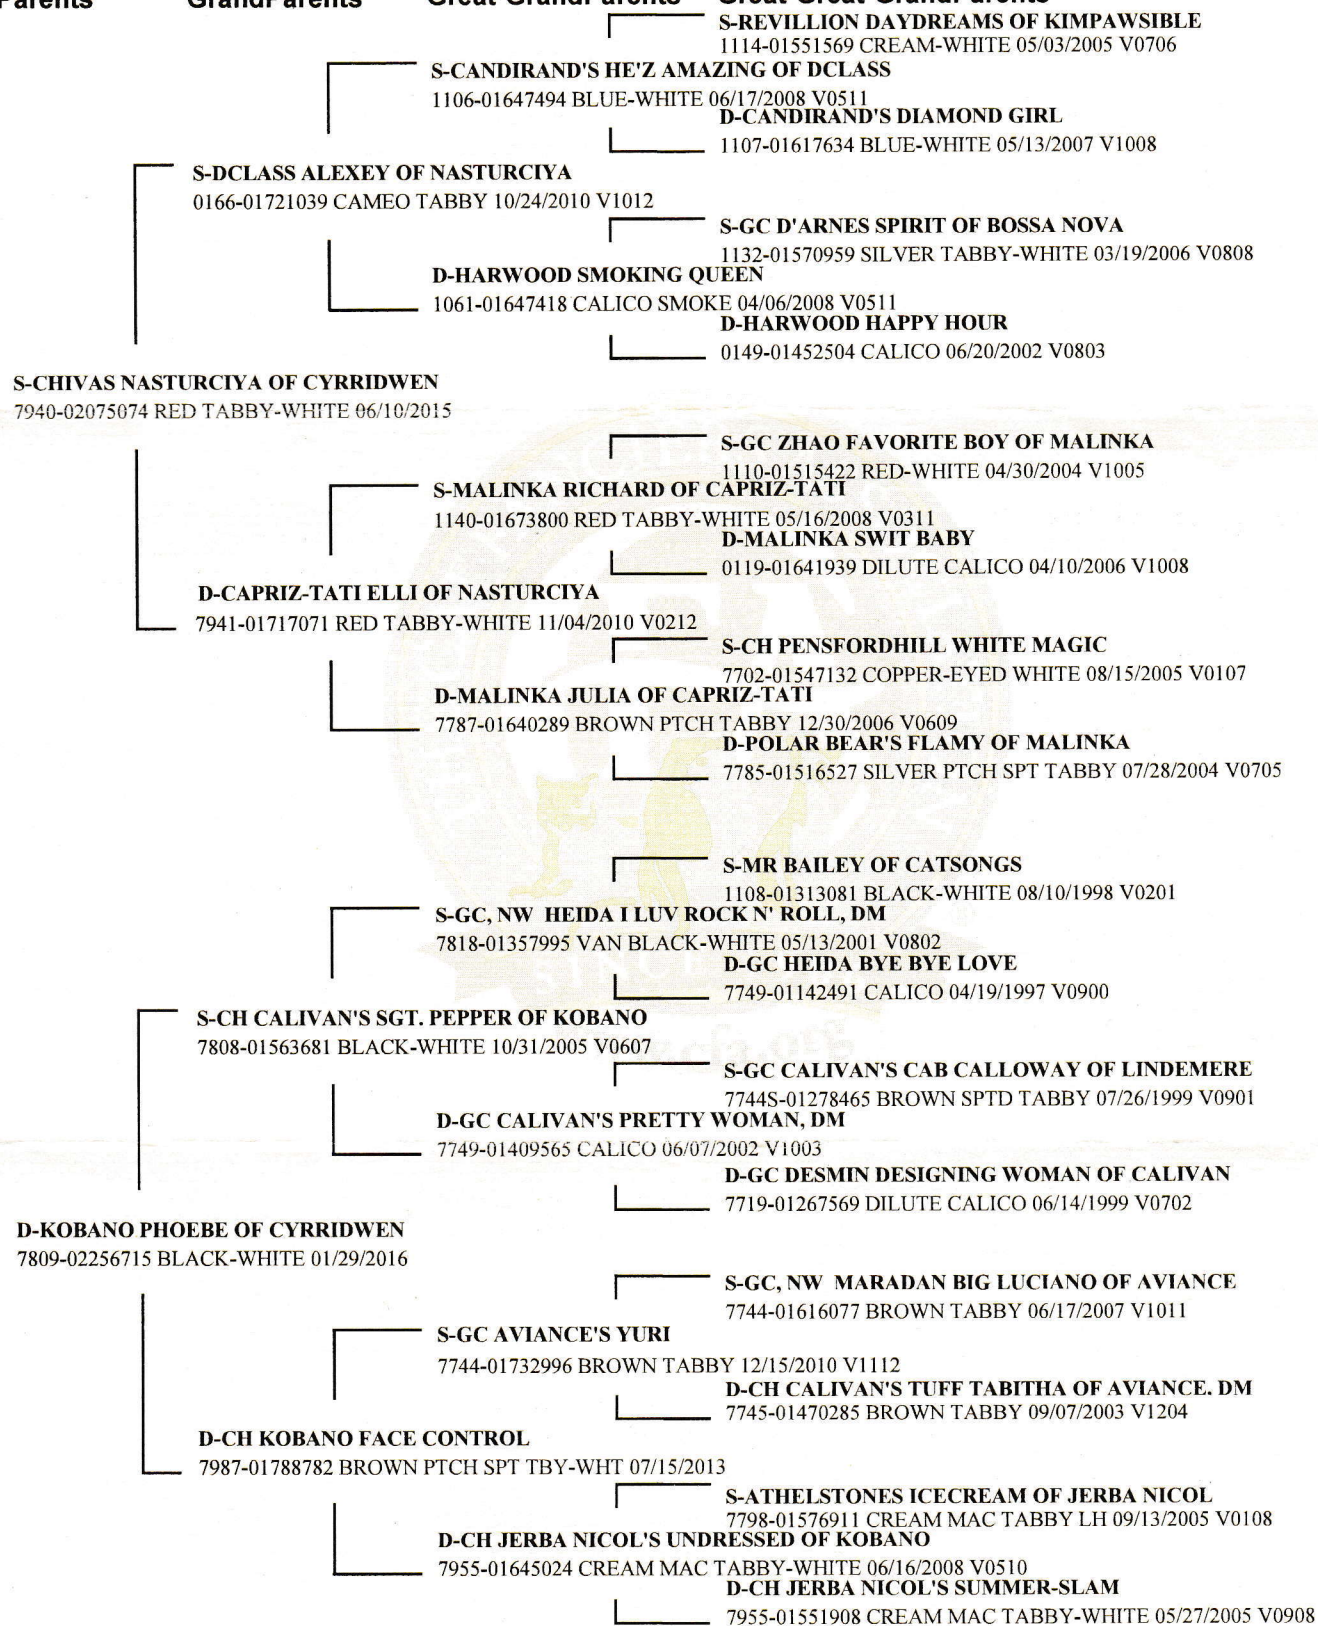 Parents GrandParents Great GrandParents Great Great GrandParents
S-REVILLION DAYDREAMS OF KIMPAWSIBLE
1114-01551569 CREAM-WHITE 05/03/2005 V0706
S-CANDIRAND'S HE'Z AMAZING OF DCLASS
1106-01647494 BLUE-WHITE 06/17/2008 V0511
D-CANDIRAND'S DIAMOND GIRL
1107-01617634 BLUE-WHITE 05/13/2007 V1008
S-DCLASS ALEXEY OF NASTURCIYA
0166-01721039 CAMEO TABBY 10/24/2010 V1012
S-GC D'ARNES SPIRIT OF BOSSA NOVA
1132-01570959 SILVER TABBY-WHITE 03/19/2006 V0808
D-HARWOOD SMOKING QUEEN
1061-01647418 CALICO SMOKE 04/06/2008 V0511
D-HARWOOD HAPPY HOUR
0149-01452504 CALICO 06/20/2002 V0803
S-CHIVAS NASTURCIYA OF CYRRIDWEN
7940-02075074 RED TABBY-WHITE 06/10/2015
S-GC ZHAO FAVORITE BOY OF MALINKA
1110-01515422 RED-WHITE 04/30/2004 V1005
S-MALINKA RICHARD OF CAPRIZ-TATI
1140-01673800 RED TABBY-WHITE 05/16/2008 V0311
D-MALINKA SWIT BABY
0119-01641939 DILUTE CALICO 04/10/2006 V1008
D-CAPRIZ-TATI ELLI OF NASTURCIYA
7941-01717071 RED TABBY-WHITE 11/04/2010 V0212
S-CH PENSFORDHILL WHITE MAGIC
7702-01547132 COPPER-EYED WHITE 08/15/2005 V0107
D-MALINKA JULIA OF CAPRIZ-TATI
7787-01640289 BROWN PTCH TABBY 12/30/2006 V0609
D-POLAR BEAR'S FLAMY OF MALINKA
7785-01516527 SILVER PTCH SPT TABBY 07/28/2004 V0705
S-MR BAILEY OF CATSONGS
1108-01313081 BLACK-WHITE 08/10/1998 V0201
S-GC, NW HEIDA I LUV ROCK N' ROLL, DM
7818-01357995 VAN BLACK-WHITE 05/13/2001 V0802
D-GC HEIDA BYE BYE LOVE
7749-01142491 CALICO 04/19/1997 V0900
SINCE
S-CH CALIVAN'S SGT. PEPPER OF KOBANO
7808-01563681 BLACK-WHITE 10/31/2005 V0607
S-GC CALIVAN'S CAB CALLOWAY OF LINDEMERE
7744S-01278465 BROWN SPTD TABBY 07/26/1999 V0901
D-GC CALIVAN'S PRETTY WOMAN, DM
7749-01409565 CALICO 06/07/2002 V1003
D-GC DESMIN DESIGNING WOMAN OF CALIVAN
7719-01267569 DILUTE CALICO 06/14/1999 V0702
D-KOBANO PHOEBE OF CYRRIDWEN
7809-02256715 BLACK-WHITE 01/29/2016
S-GC, NW MARADAN BIG LUCIANO OF AVIANCE
7744-01616077 BROWN TABBY 06/17/2007 V1011
S-GC AVIANCE'S YURI
7744-01732996 BROWN TABBY 12/15/2010 V1112
D-CH CALIVAN'S TUFF TABITHA OF AVIANCE. DM
7745-01470285 BROWN TABBY 09/07/2003 V1204
D-CH KOBANO FACE CONTROL
7987-01788782 BROWN PTCH SPT TBY-WHT 07/15/2013
S-ATHELSTONES ICECREAM OF JERBA NICOL
7798-01576911 CREAM MAC TABBY LH 09/13/2005 V0108
D-CH JERBA NICOL'S UNDRESSED OF KOBANO
7955-01645024 CREAM MAC TABBY-WHITE 06/16/2008 V0510
D-CH JERBA NICOL'S SUMMER-SLAM
7955-01551908 CREAM MAC TABBY-WHITE 05/27/2005 V0908